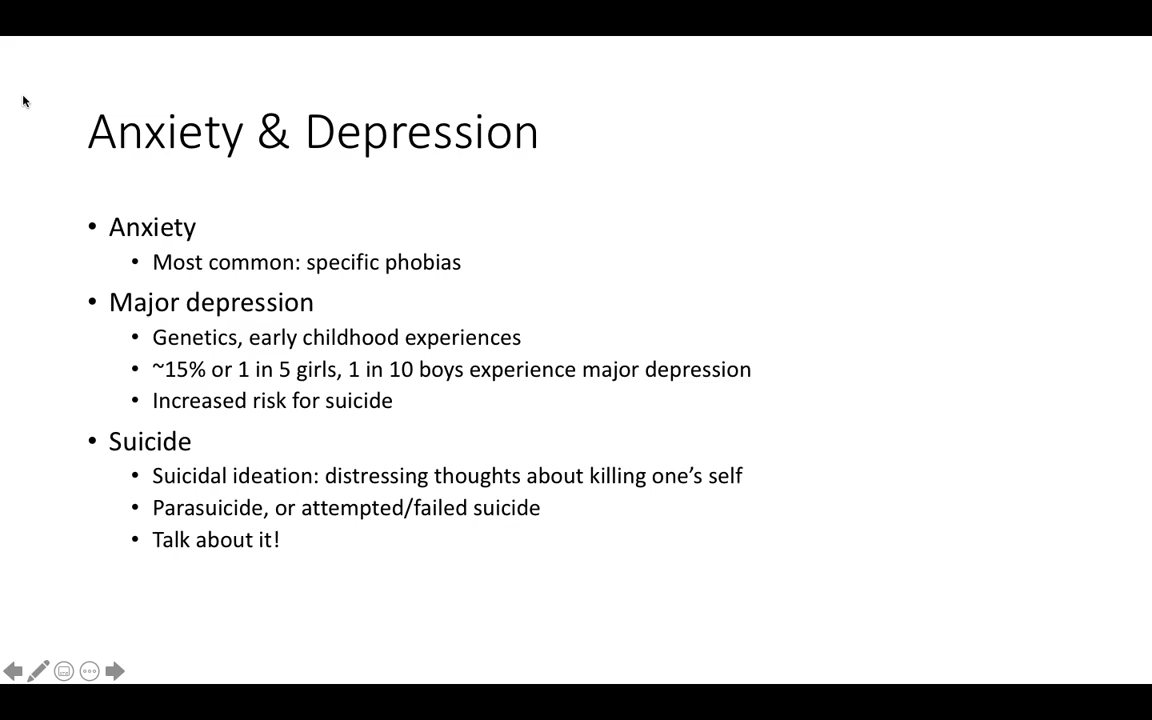 Anxiety & Depression
• Anxiety
• Most common: specific phobias
• Major depression
• Genetics, early childhood experiences
• ~15% or 1 in 5 girls, 1 in 10 boys experience major depression
• Increased risk for suicide
• Suicide
• Suicidal ideation: distressing thoughts about killing one’s self
• Parasuicide, or attempted/failed suicide
• Talk about it!